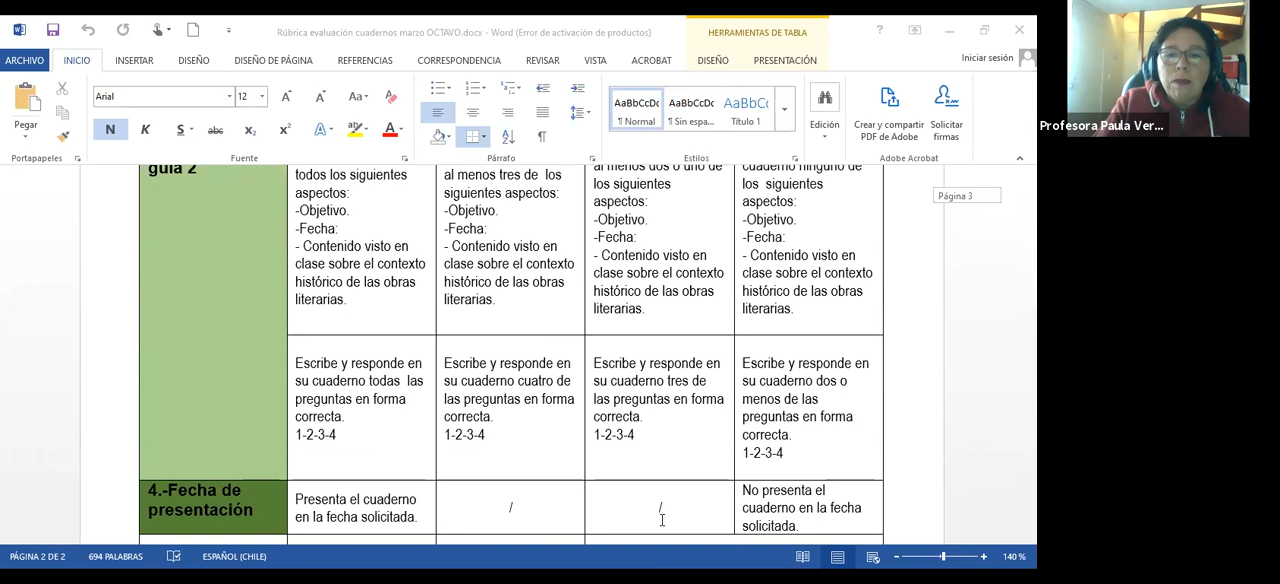 Rúbrica evaluación cuadernos marzo OCTAVO.docx - Word (Error de activación de productos)
HERRAMIENTAS DE TABLA
?
ARCHIVO INICIO INSERTAR DISEÑO DISEÑO DE PÁGINA REFERENCIAS CORRESPONDENCIA REVISAR VISTA ACROBAT DISEÑO PRESENTACIÓN
Iniciar sesión
Arial 12
Pegar
N K S abc x₂ x²
AaBbCcDc AaBbCcDc AaBbCc
¶ Normal ¶ Sin espa... Título 1
Edición
Crear y compartir
PDF de Adobe
Solicitar
firmas
Portapapeles Fuente Párrafo Estilos Adobe Acrobat
Profesora Paula Ver...
Página 3
guía 2
todos los siguientes
aspectos:
-Objetivo.
-Fecha:
- Contenido visto en
clase sobre el contexto
histórico de las obras
literarias.
al menos tres de los
siguientes aspectos:
-Objetivo.
-Fecha:
- Contenido visto en
clase sobre el contexto
histórico de las obras
literarias.
al menos dos o uno de
los siguientes
aspectos:
-Objetivo.
-Fecha:
- Contenido visto en
clase sobre el contexto
histórico de las obras
literarias.
cuaderno ninguno de
los siguientes
aspectos:
-Objetivo.
-Fecha:
- Contenido visto en
clase sobre el contexto
histórico de las obras
literarias.
Escribe y responde en
su cuaderno todas las
preguntas en forma
correcta.
1-2-3-4
Escribe y responde en
su cuaderno cuatro de
las preguntas en forma
correcta.
1-2-3-4
Escribe y responde en
su cuaderno tres de
las preguntas en forma
correcta.
1-2-3-4
Escribe y responde en
su cuaderno dos o
menos de las
preguntas en forma
correcta.
1-2-3-4
4.-Fecha de
presentación
Presenta el cuaderno
en la fecha solicitada.
/
/
No presenta el
cuaderno en la fecha
solicitada.
PÁGINA 2 DE 2 694 PALABRAS ESPAÑOL (CHILE) 140 %